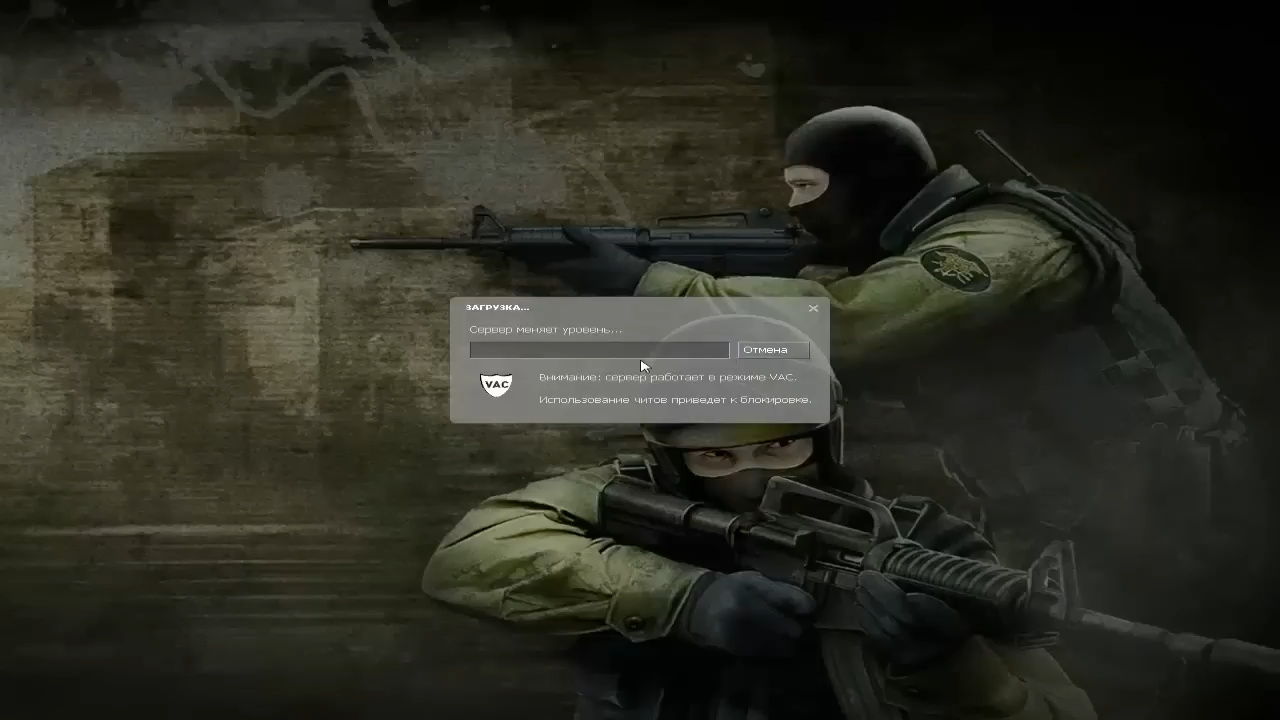 ЗАГРУЗКА...
Сервер меняет уровень...
Отмена
VAC
Внимание: сервер работает в режиме VAC.
Использование читов приведет к блокировке.